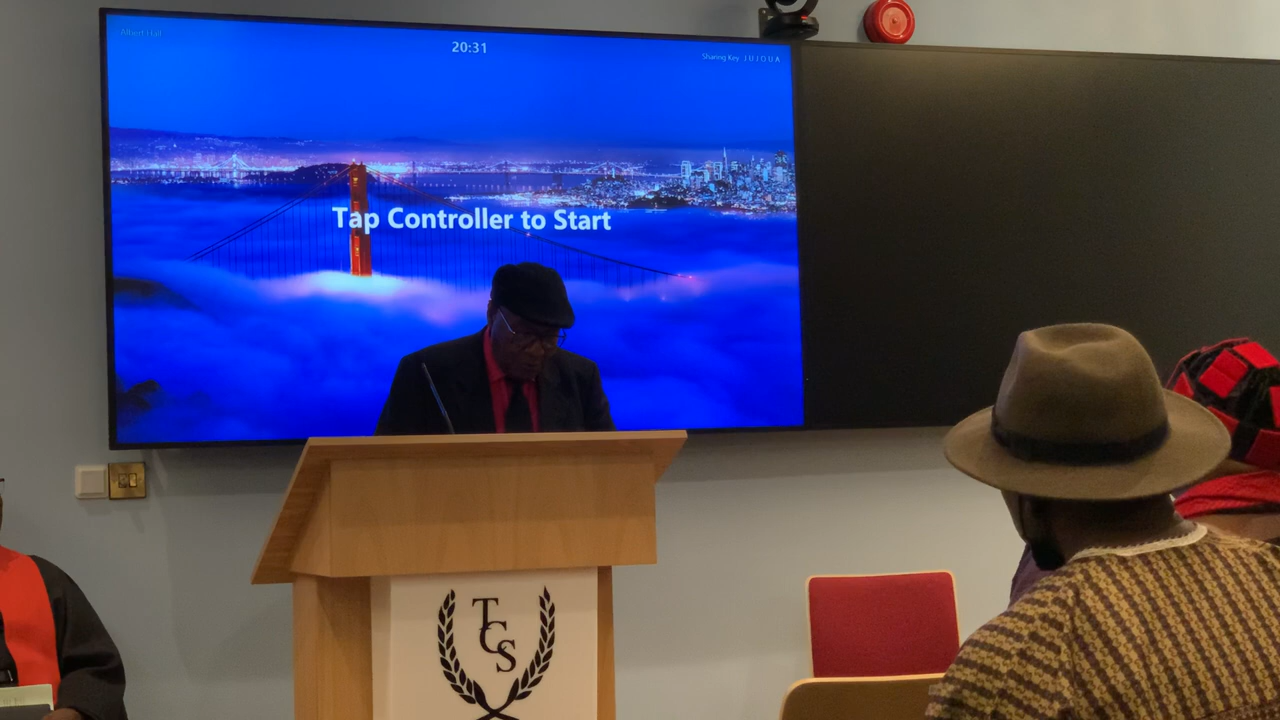 Albert Hall
20:31
Sharing Key JUJOUA
Tap Controller to Start
TCS